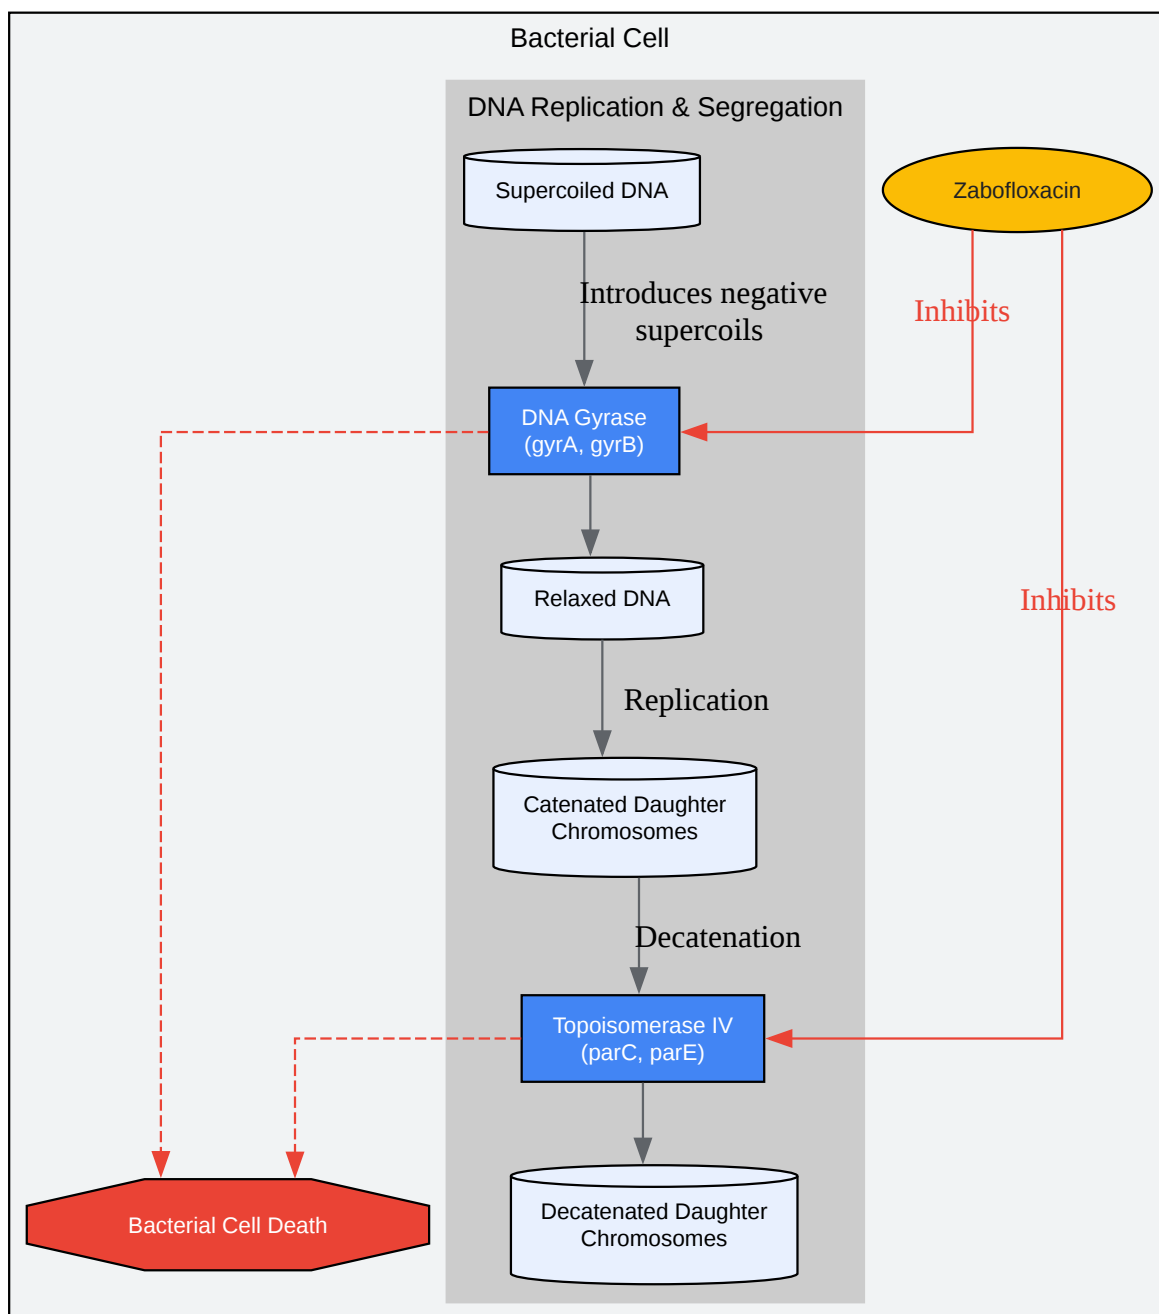 Bacterial Cell
DNA Replication & Segregation
Supercoiled DNA
Zabofloxacin
Introduces negative
supercoils
Inhibits
DNA Gyrase
(gyrA, gyrB)
Relaxed DNA
Inhibits
Replication
Catenated Daughter
Chromosomes
Decatenation
Topoisomerase IV
(parC, parE)
Decatenated Daughter
Chromosomes
Bacterial Cell Death